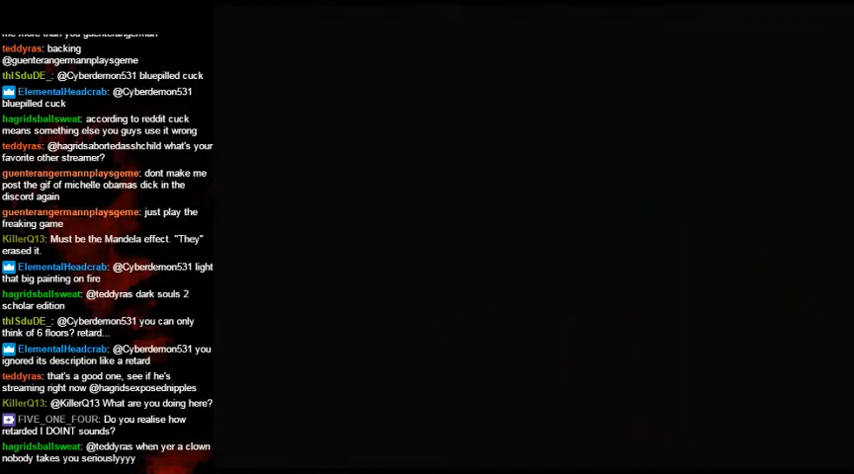 me more than you guenterangermann
teddyras: backing
@guenterangermannplaysgeme
thISduDE_: @Cyberdemon531 bluepilled cuck
ElementalHeadcrab: @Cyberdemon531
bluepilled cuck
hagridsballsweat: according to reddit cuck
means something else you guys use it wrong
teddyras: @hagridsabortedasshchild what's your
favorite other streamer?
guenterangermannplaysgeme: dont make me
post the gif of michelle obamas dick in the
discord again
guenterangermannplaysgeme: just play the
freaking game
KillerQ13: Must be the Mandela effect. "They"
erased it.
ElementalHeadcrab: @Cyberdemon531 light
that big painting on fire
hagridsballsweat: @teddyras dark souls 2
scholar edition
thISduDE_: @Cyberdemon531 you can only
think of 6 floors? retard...
ElementalHeadcrab: @Cyberdemon531 you
ignored its description like a retard
teddyras: that's a good one, see if he's
streaming right now @hagridsexposednipples
KillerQ13: @KillerQ13 What are you doing here?
FIVE_ONE_FOUR: Do you realise how
retarded I DOINT sounds?
hagridsballsweat: @teddyras when yer a clown
nobody takes you seriouslyyyy